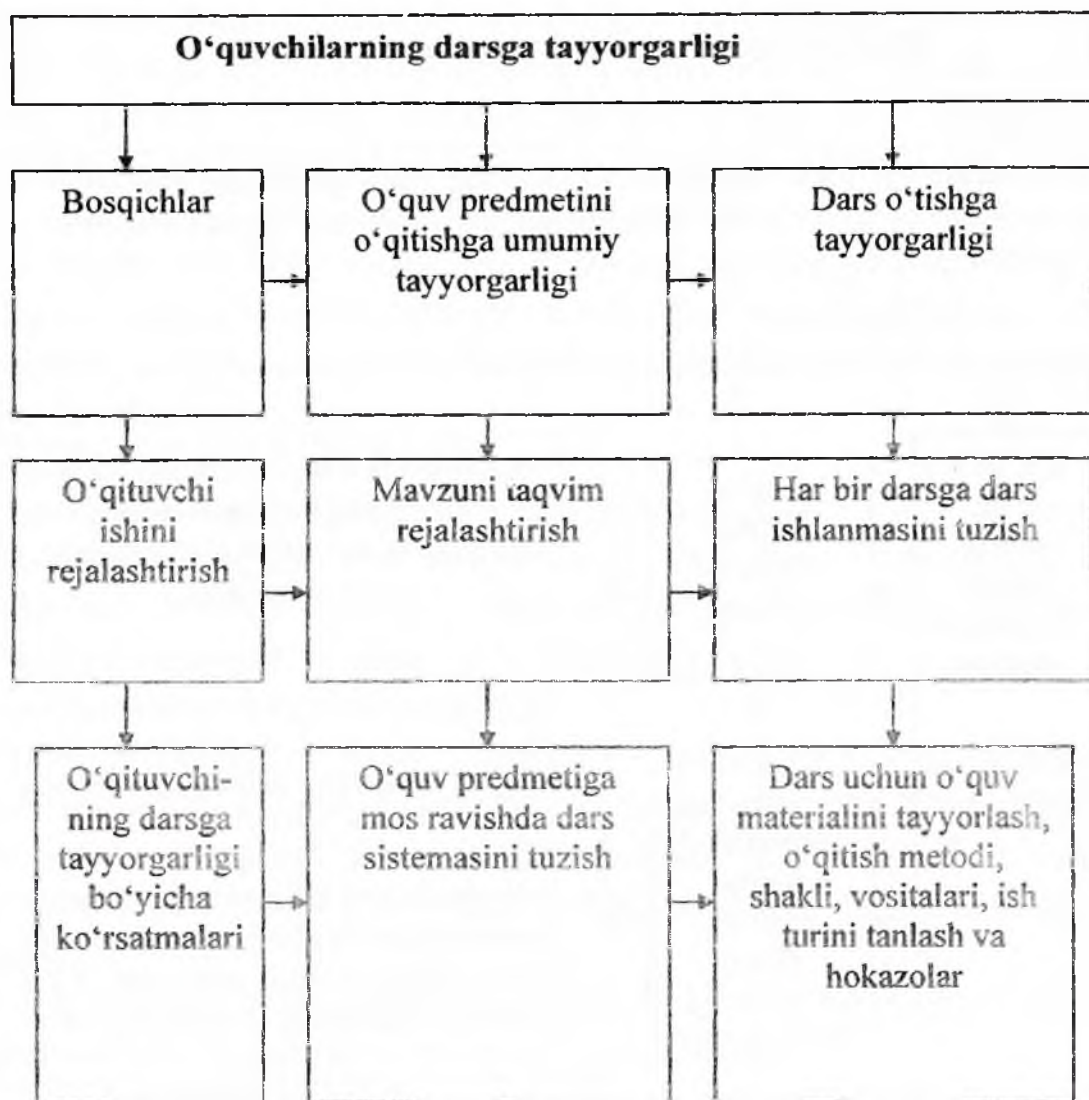 O‘quvchilarning darsga tayyorgarligi
Bosqichlar
O‘quv predmetini
o‘qitishga umumiy
tayyorgarligi
Dars o‘tishga
tayyorgarligi
O‘qituvchi
ishini
rejalashtirish
Mavzuni taqvim
rejalashtirish
Har bir darsga dars
ishlanmasini tuzish
O‘qituvchi-
ning darsga
tayyorgarligi
bo‘yicha
ko‘rsatmalari
O‘quv predmetiga
mos ravishda dars
sistemasini tuzish
Dars uchun o‘quv
materialini tayyorlash,
o‘qitish metodi,
shakli, vositalari, ish
turini tanlash va
hokazolar